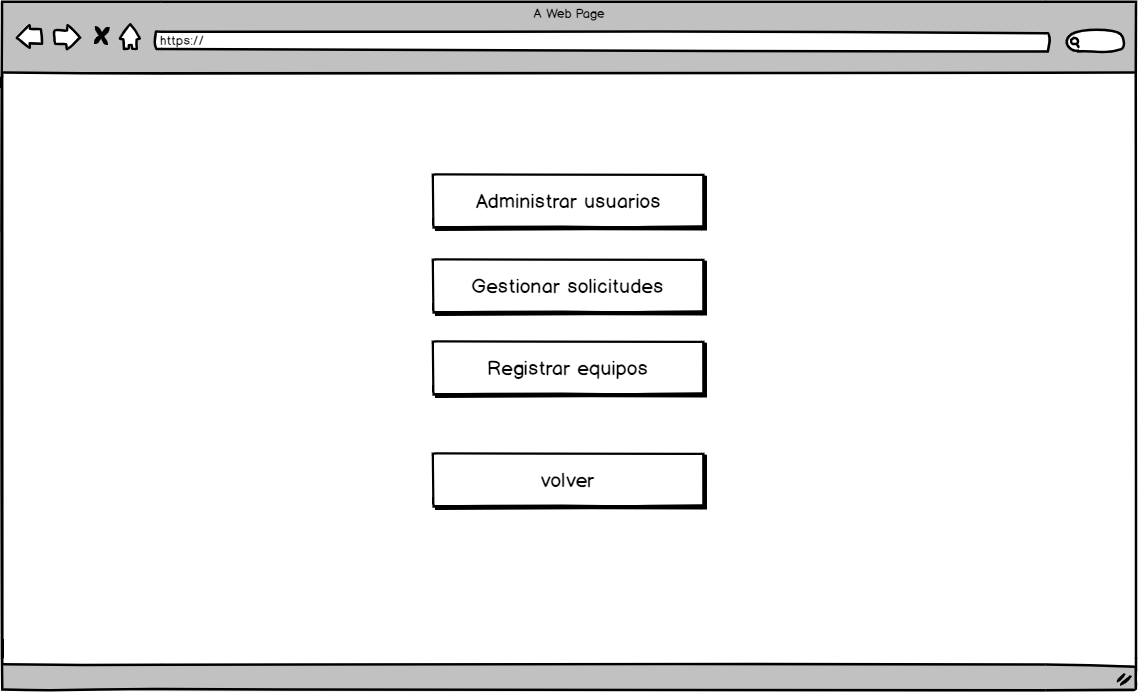 A Web Page
https://
Administrar usuarios
Gestionar solicitudes
Registrar equipos
volver